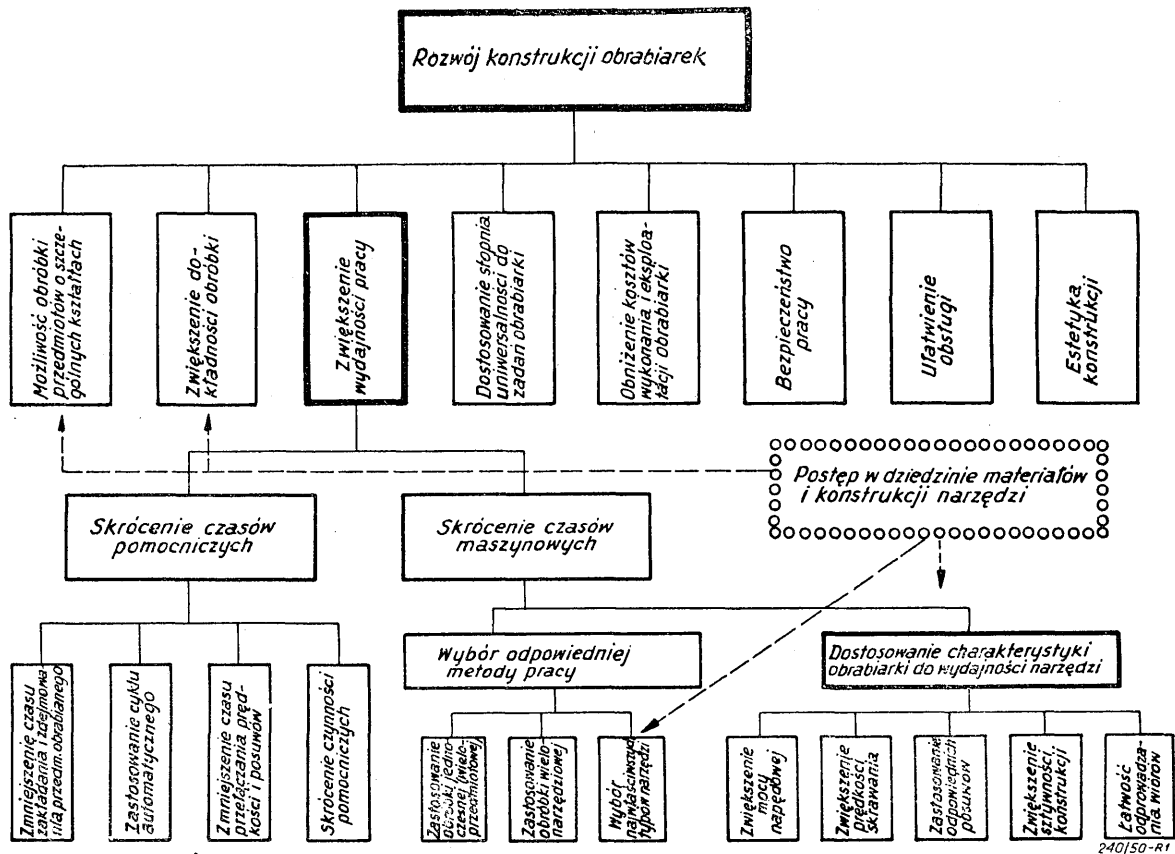 Rozwój konstrukcji obrabiarek
Możliwość obróbki
przedmiotów o szcze-
gólnych kształtach
Zwiększenie do-
kładności obróbki
Zwiększenie
wydajności pracy
Dostosowanie stopnia
uniwersalności do
zadan obrabiarki
Obniżenie kosztów
wykonania i eksploa-
tacji obrabiarki
Bezpieczeństwo
pracy
Ułatwienie
obsługi
Estetyka
konstrukcji
Postęp w dziedzinie materiałów
i konstrukcji narzędzi
Skrócenie czasów
pomocniczych
Skrócenie czasów
maszynowych
Wybór odpowiedniej
metody pracy
Dostosowanie charakterystyki
obrabiarki do wydajności narzędzi
Zmniejszenie czasu
zakładania i zdejmowa
nia przedm. obrabianego
Zastosowanie cyklu
automatycznego
Zmniejszenie czasu
przełączania pręd-
kości i posuwów
Skrócenie czynności
pomocniczych
Zastosowanie
obróbki jedno-
czesnej (wielo-
przedmiotowej
Zastosowanie
obróbki wielo-
narzędziowej
Wybór
najwłaściwszych
typów narzędzi
Zwiększenie
mocy
napędowej
Zwiększenie
prędkości
skrawania
Zastosowanie
odpowiednich
posuwów
Zwiększenie
sztywności
konstrukcji
Łatwość
odprowadza-
nia wiórów
240/50-R1